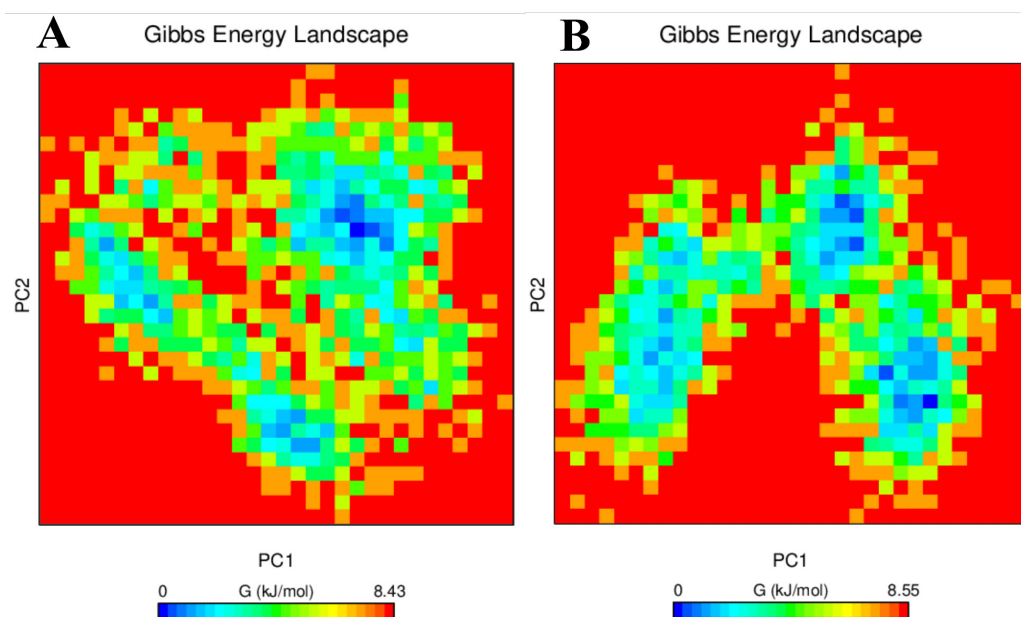 A
Gibbs Energy Landscape
PC2
PC1
0 G (kJ/mol) 8.43
B
Gibbs Energy Landscape
PC2
PC1
0 G (kJ/mol) 8.55